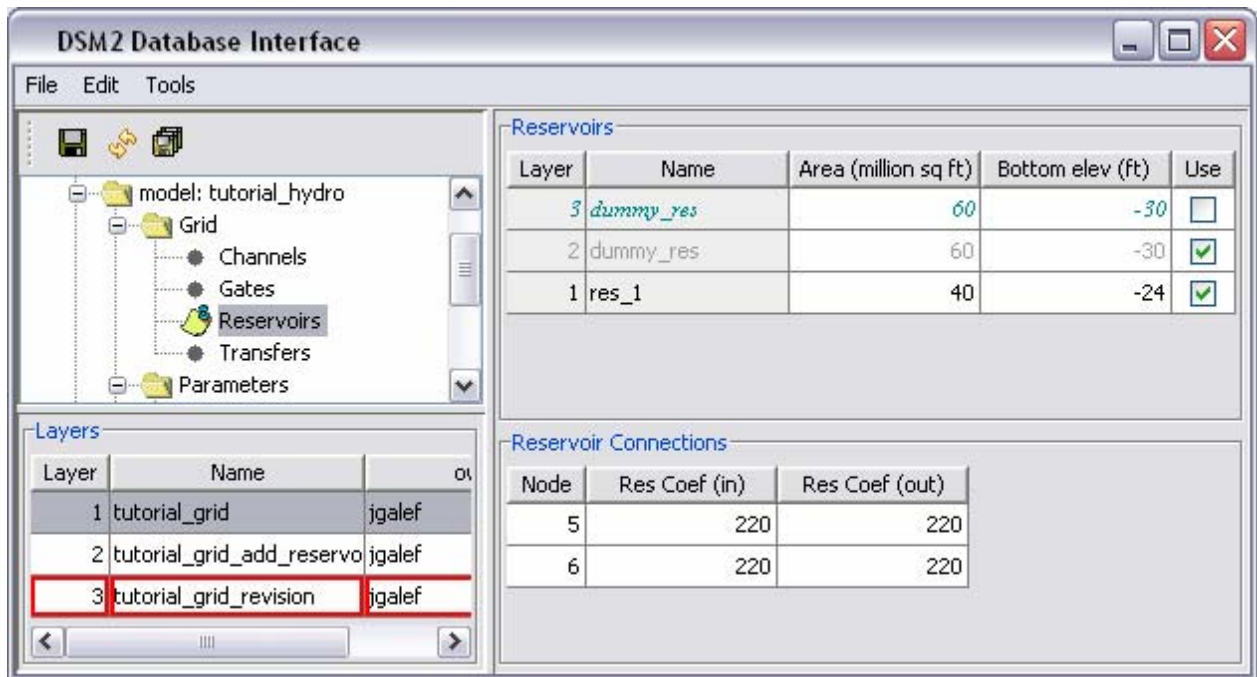 DSM2 Database Interface
File Edit Tools
model: tutorial_hydro
Grid
Channels
Gates
Reservoirs
Transfers
Parameters
Layers
Layer Name
1 tutorial_grid jgalef
2 tutorial_grid_add_reservo jgalef
3 tutorial_grid_revision jgalef
Reservoirs
Layer Name Area (million sq ft) Bottom elev (ft) Use
3 dummy_res 60 -30
2 dummy_res 60 -30
1 res_1 40 -24
Reservoir Connections
Node Res Coef (in) Res Coef (out)
5 220 220
6 220 220